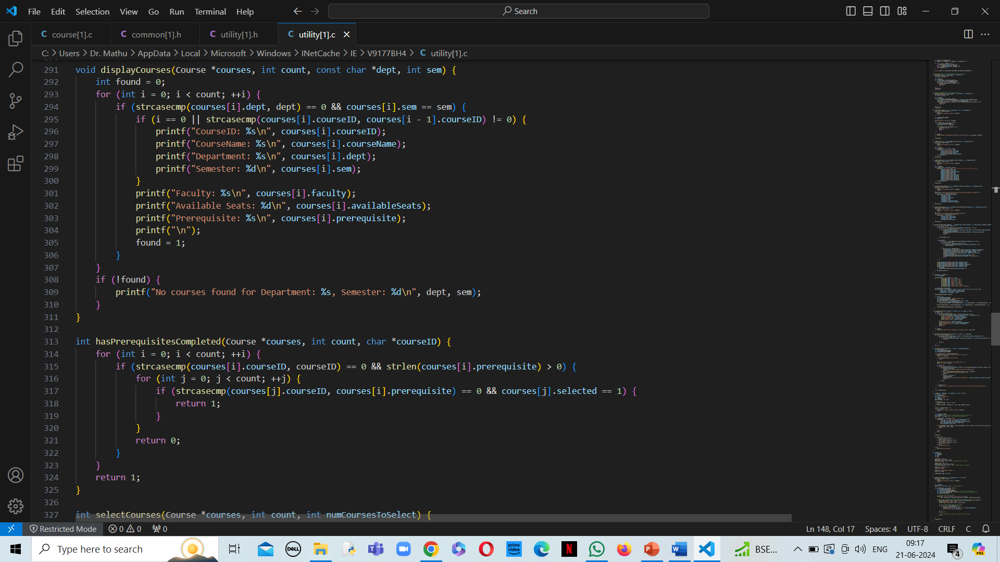 File Edit Selection View Go Run Terminal Help Search
C course[1].c C common[1].h C utility[1].h C utility[1].c
C: > Users > Dr. Mathu > AppData > Local > Microsoft > Windows > INetCache > IE > V9177BH4 > C utility[1].c
291 void displayCourses(Course *courses, int count, const char *dept, int sem) {
292 int found = 0;
293 for (int i = 0; i < count; ++i) {
294 if (strcasecmp(courses[i].dept, dept) == 0 && courses[i].sem == sem) {
295 if (i == 0 || strcasecmp(courses[i].courseID, courses[i - 1].courseID) != 0) {
296 printf("CourseID: %s\n", courses[i].courseID);
297 printf("CourseName: %s\n", courses[i].courseName);
298 printf("Department: %s\n", courses[i].dept);
299 printf("Semester: %d\n", courses[i].sem);
300 }
301 printf("Faculty: %s\n", courses[i].faculty);
302 printf("Available Seats: %d\n", courses[i].availableSeats);
303 printf("Prerequisite: %s\n", courses[i].prerequisite);
304 printf("\n");
305 found = 1;
306 }
307 }
308 if (!found) {
309 printf("No courses found for Department: %s, Semester: %d\n", dept, sem);
310 }
311 }
312
313 int hasPrerequisitesCompleted(Course *courses, int count, char *courseID) {
314 for (int i = 0; i < count; ++i) {
315 if (strcasecmp(courses[i].courseID, courseID) == 0 && strlen(courses[i].prerequisite) > 0) {
316 for (int j = 0; j < count; ++j) {
317 if (strcasecmp(courses[j].courseID, courses[i].prerequisite) == 0 && courses[j].selected == 1) {
318 return 1;
319 }
320 }
321 return 0;
322 }
323 }
324 return 1;
325 }
326
327 int selectCourses(Course *courses, int count, int numCoursesToSelect) {
Restricted Mode 0 0 0 Ln 148, Col 17 Spaces: 4 UTF-8 CRLF C
Type here to search DELL prime video N P W BSE... ENG 09:17
21-06-2024 4 PRE